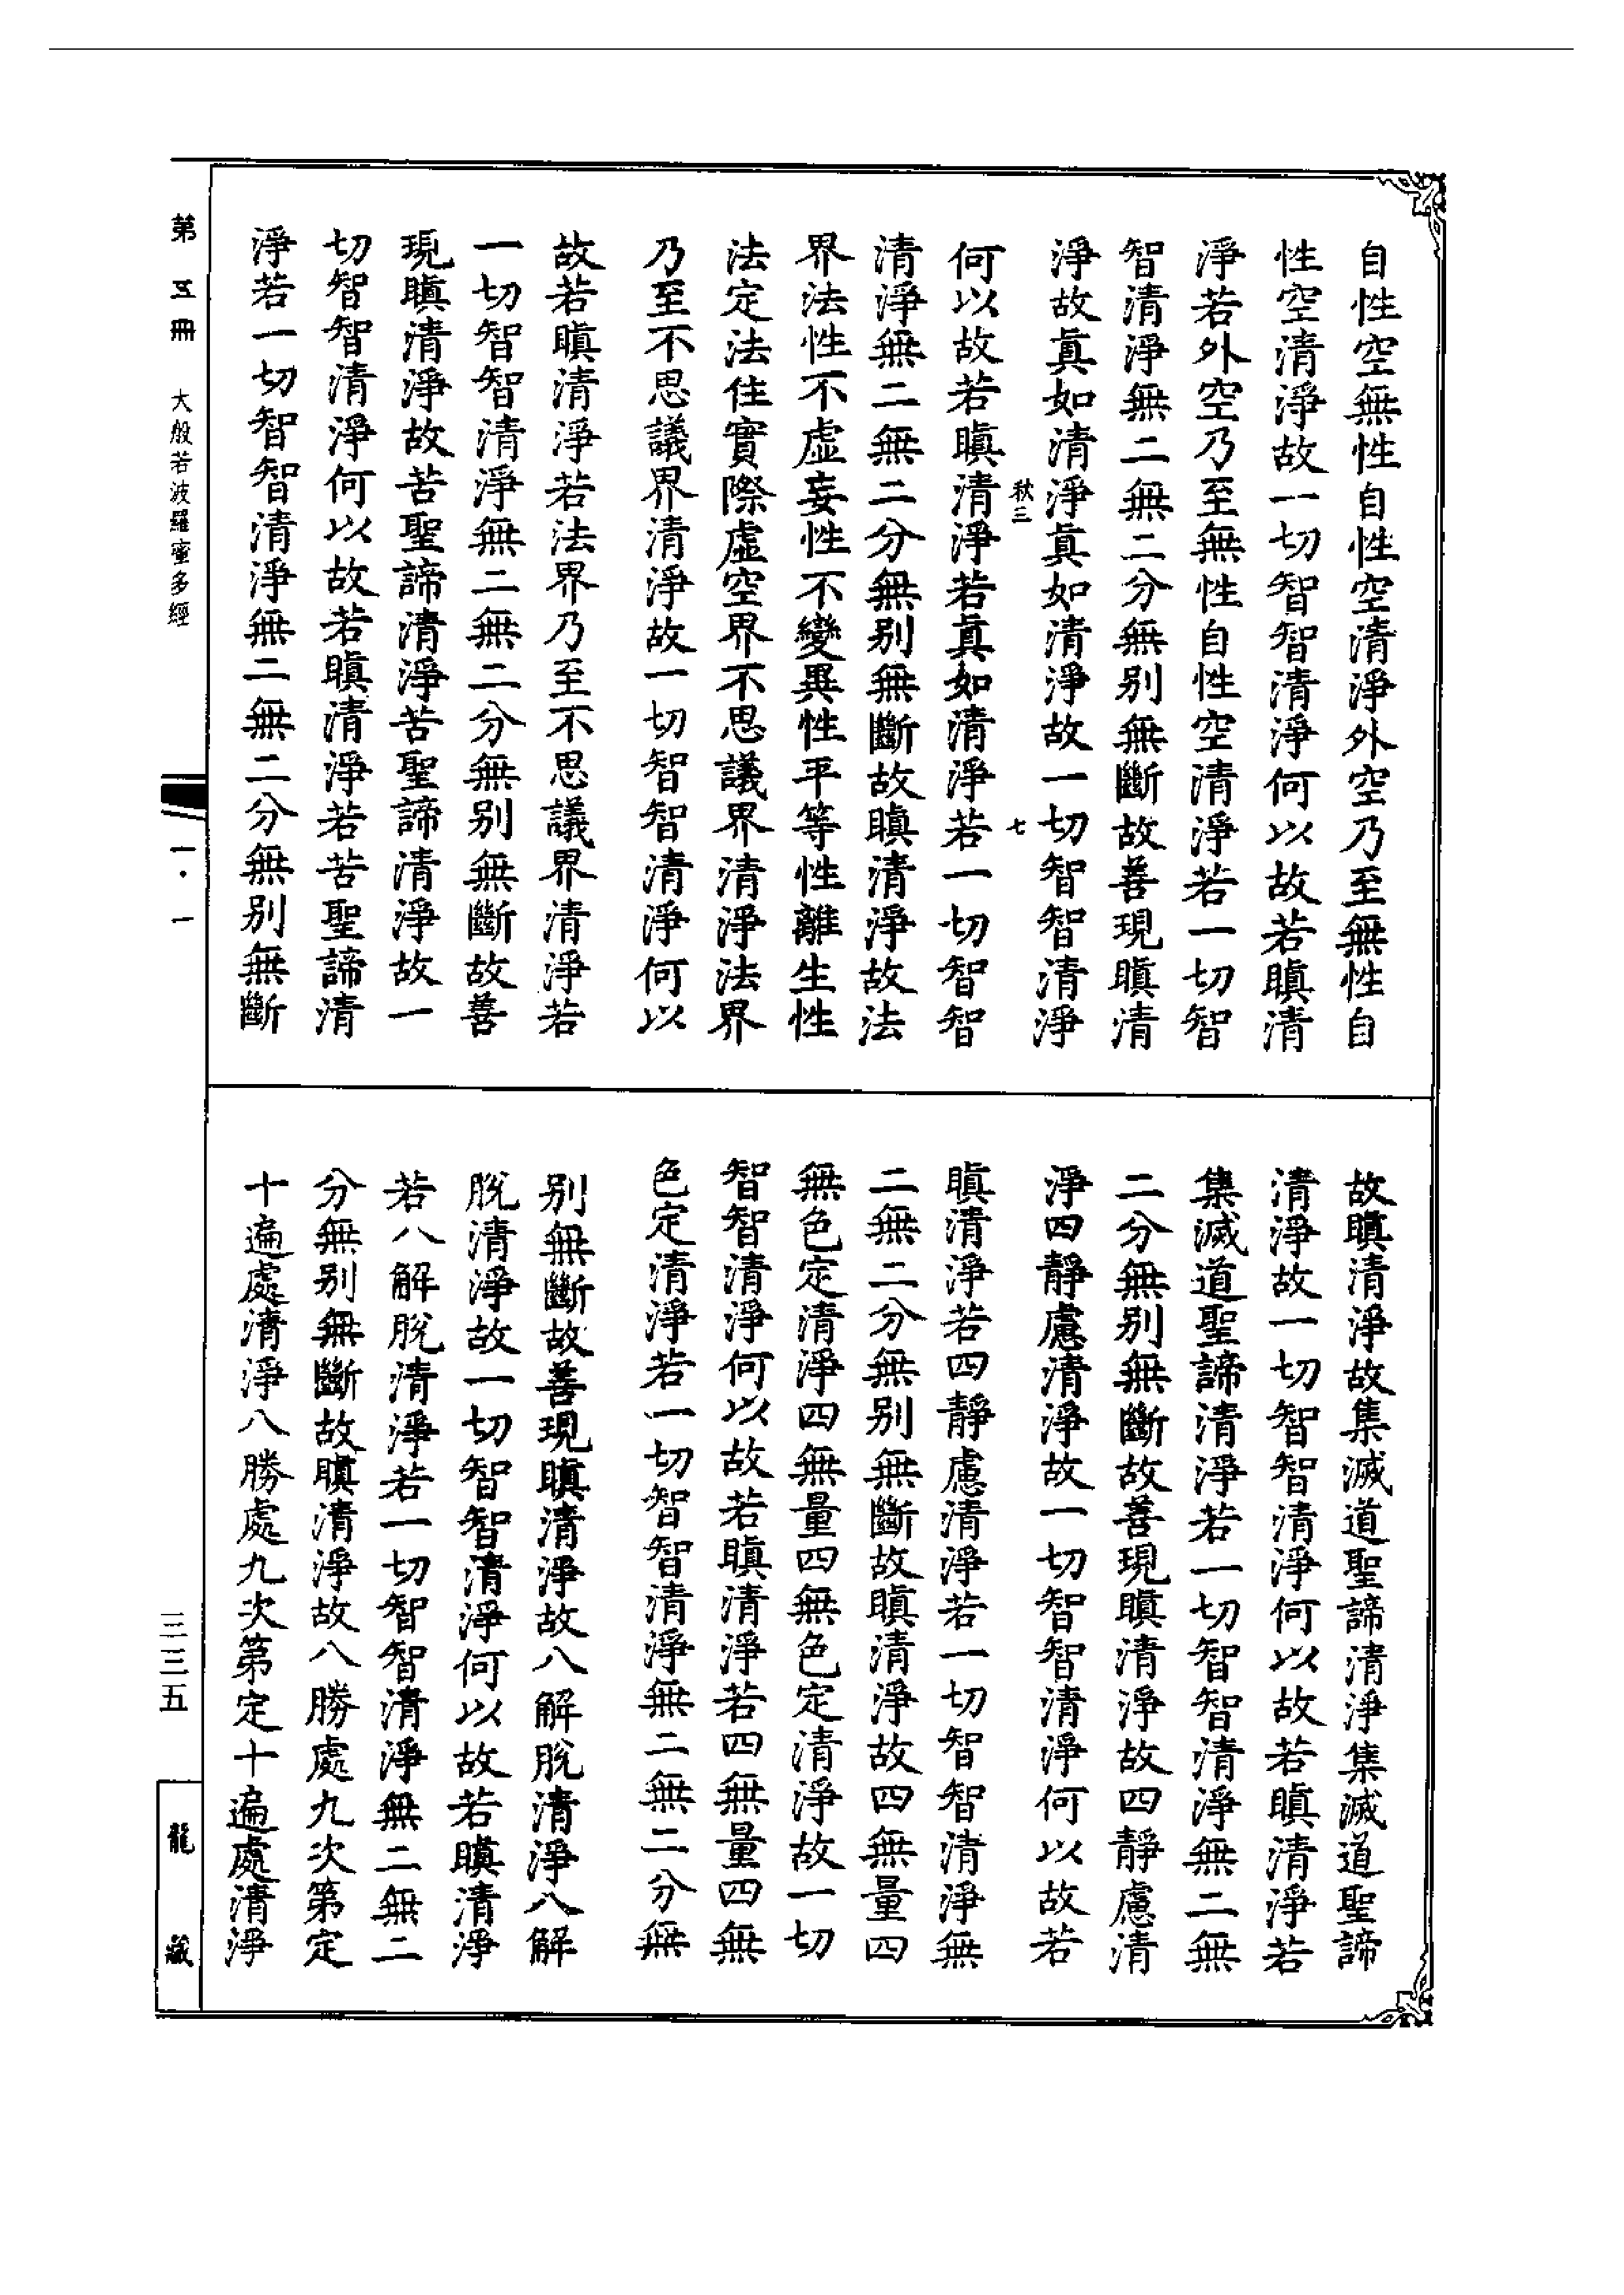 自性空無性自性空清淨外空乃至無性自
性空清淨故一切智智清淨何以故若瞋清
淨若外空乃至無性自性空清淨若一切智
智清淨無二無二分無別無斷故善現瞋清
淨故真如清淨真如清淨故一切智智清淨
秋三 七
何以故若瞋清淨若真如清淨若一切智智
清淨無二無二分無別無斷故瞋清淨故法
界法性不虛妄性不變異性平等性離生性
法定法住實際虛空界不思議界清淨法界
乃至不思議界清淨故一切智智清淨何以
故若瞋清淨若法界乃至不思議界清淨若
一切智智清淨無二無二分無別無斷故善
現瞋清淨故苦聖諦清淨苦聖諦清淨故一
切智智清淨何以故若瞋清淨若苦聖諦清
淨若一切智智清淨無二無二分無別無斷
故瞋清淨故集滅道聖諦清淨集滅道聖諦
清淨故一切智智清淨何以故若瞋清淨若
集滅道聖諦清淨若一切智智清淨無二無
二分無別無斷故善現瞋清淨故四靜慮清
淨四靜慮清淨故一切智智清淨何以故若
瞋清淨若四靜慮清淨若一切智智清淨無
二無二分無別無斷故瞋清淨故四無量四
無色定清淨四無量四無色定清淨故一切
智智清淨何以故若瞋清淨若四無量四無
色定清淨若一切智智清淨無二無二分無
別無斷故善現瞋清淨故八解脫清淨八解
脫清淨故一切智智清淨何以故若瞋清淨
若八解脫清淨若一切智智清淨無二無二
分無別無斷故瞋清淨故八勝處九次第定
十遍處清淨八勝處九次第定十遍處清淨
第五冊 大般若波羅蜜多經 一·一 三三五 龍藏